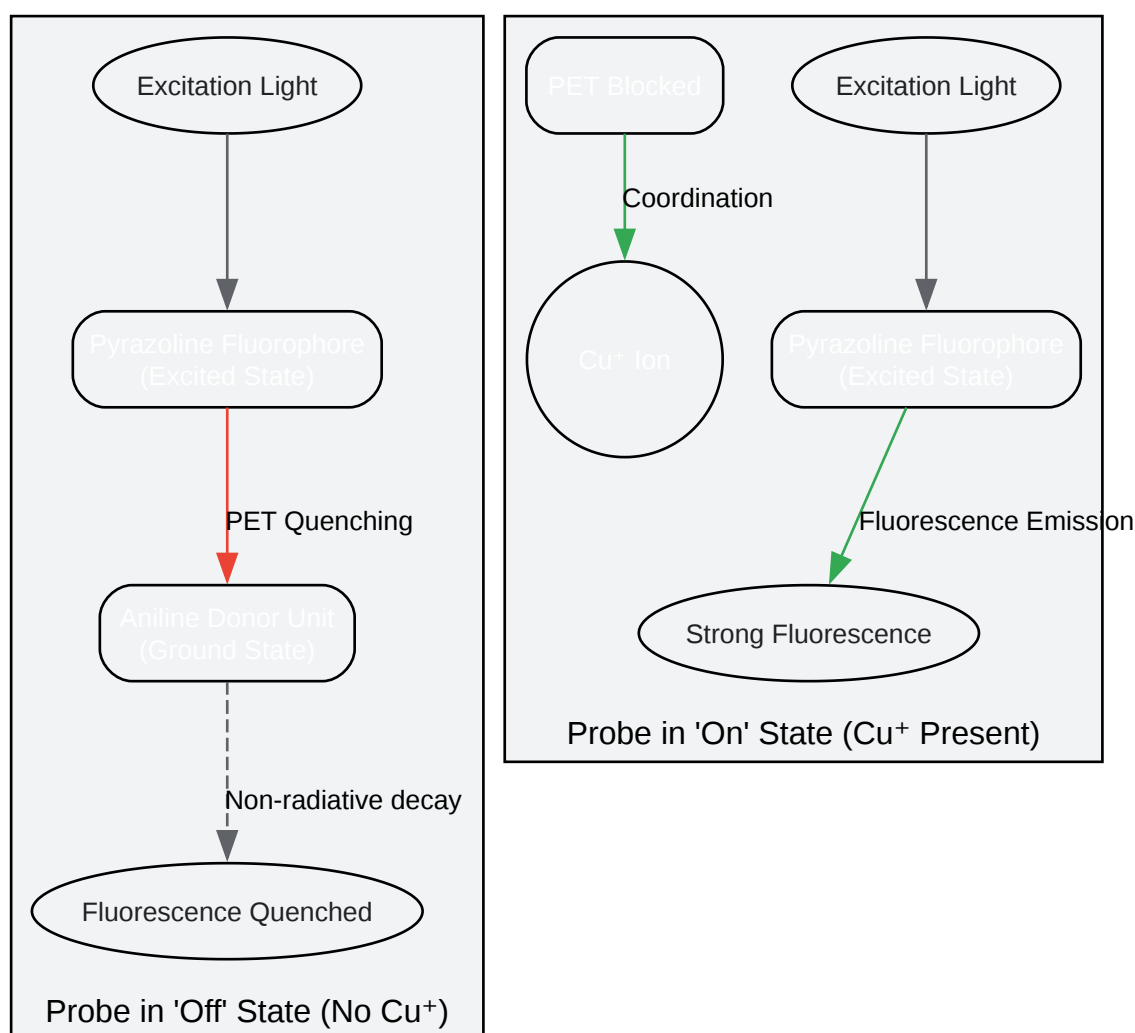 Excitation Light
Pyrazoline Fluorophore
(Excited State)
PET Quenching
Aniline Donor Unit
(Ground State)
Non-radiative decay
Fluorescence Quenched
Probe in 'Off' State (No Cu⁺)
PET Blocked
Coordination
Cu⁺ Ion
Excitation Light
Pyrazoline Fluorophore
(Excited State)
Fluorescence Emission
Strong Fluorescence
Probe in 'On' State (Cu⁺ Present)